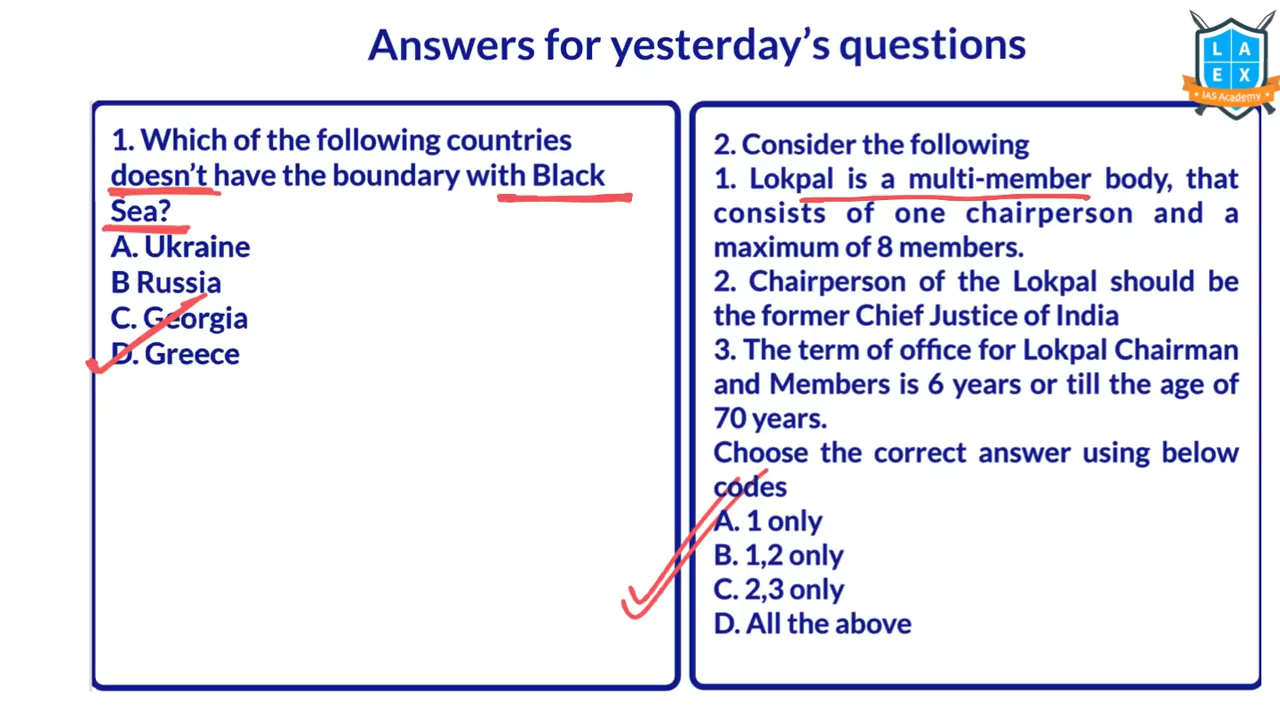 Answers for yesterday's questions
L A
E X
IAS Academy
1. Which of the following countries
doesn't have the boundary with Black
Sea?
A. Ukraine
B Russia
C. Georgia
D. Greece
2. Consider the following
1. Lokpal is a multi-member body, that
consists of one chairperson and a
maximum of 8 members.
2. Chairperson of the Lokpal should be
the former Chief Justice of India
3. The term of office for Lokpal Chairman
and Members is 6 years or till the age of
70 years.
Choose the correct answer using below
codes
A. 1 only
B. 1,2 only
C. 2,3 only
D. All the above